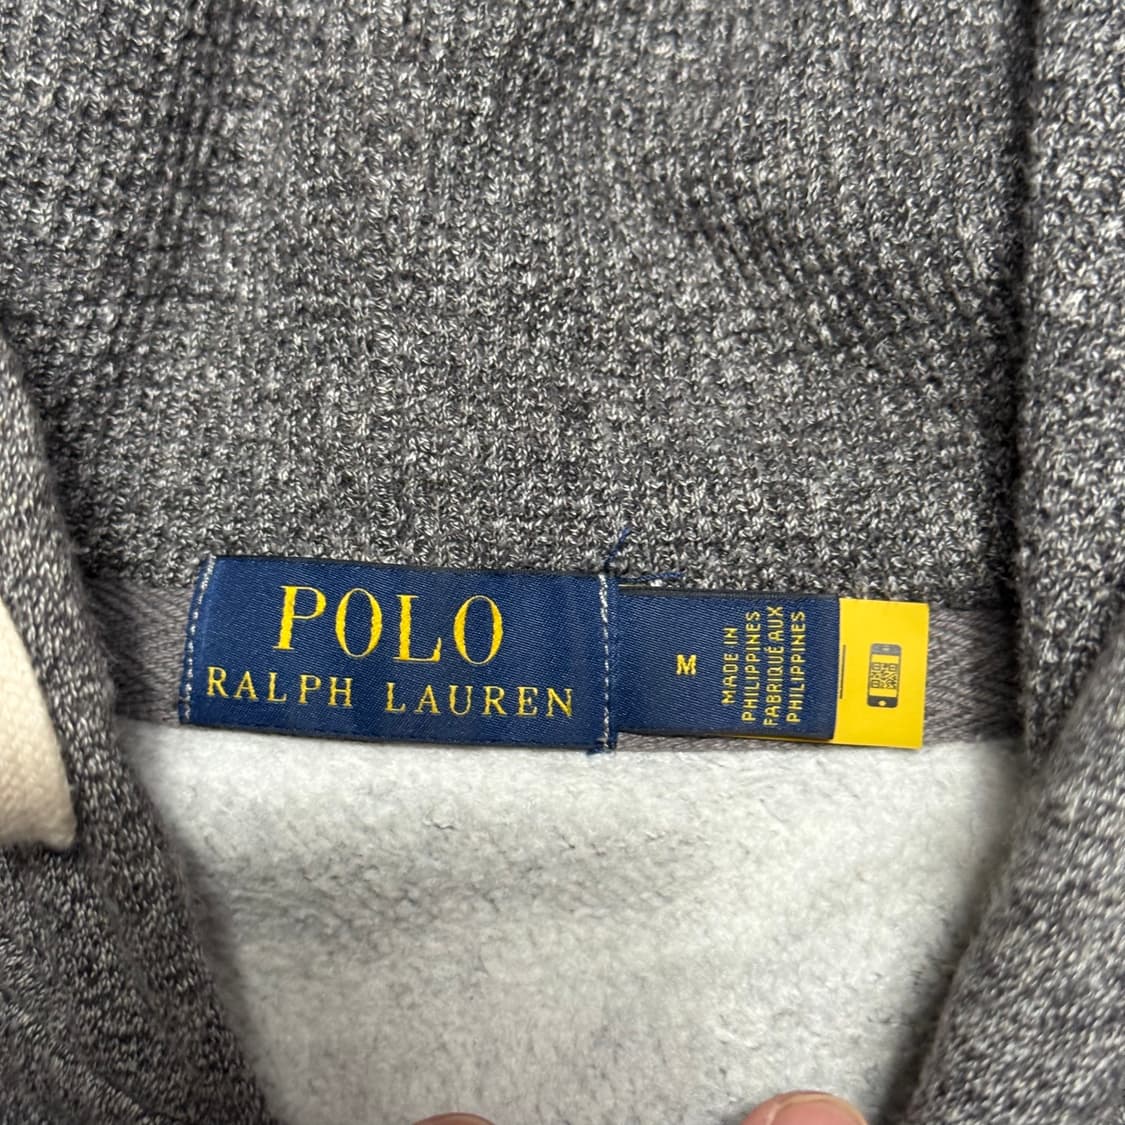 POLO
RALPH LAUREN
M
MADE IN
PHILIPPINES
FABRIQUÉ AUX
PHILIPPINES